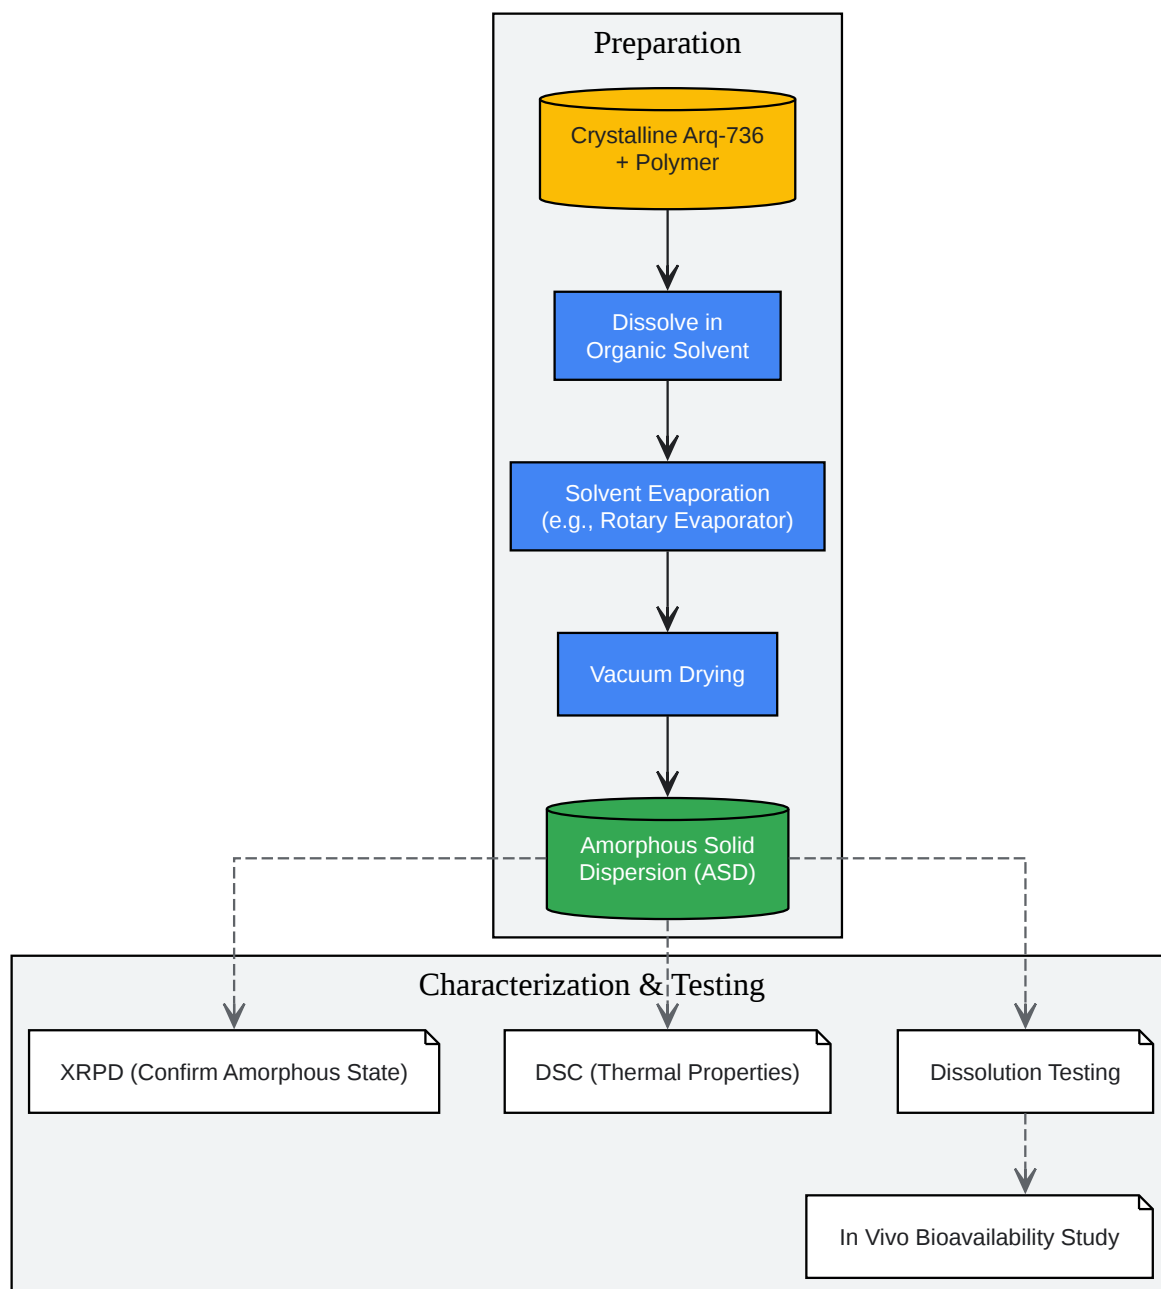 Preparation
Crystalline Arq-736
+ Polymer
Dissolve in
Organic Solvent
Solvent Evaporation
(e.g., Rotary Evaporator)
Vacuum Drying
Amorphous Solid
Dispersion (ASD)
Characterization & Testing
XRPD (Confirm Amorphous State)
DSC (Thermal Properties)
Dissolution Testing
In Vivo Bioavailability Study